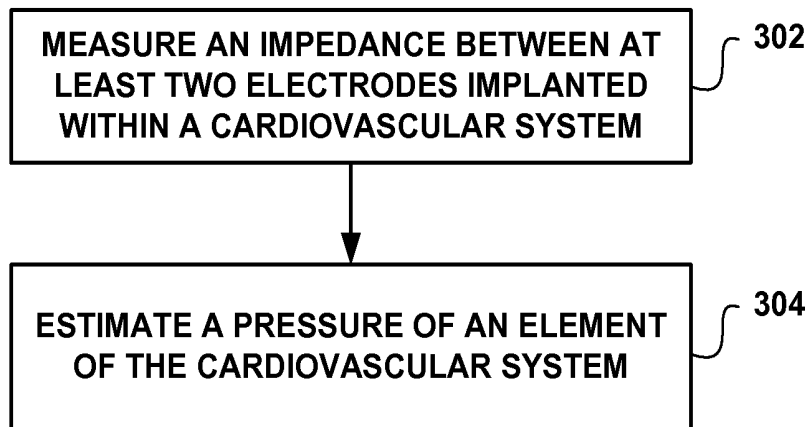 MEASURE AN IMPEDANCE BETWEEN AT
LEAST TWO ELECTRODES IMPLANTED
WITHIN A CARDIOVASCULAR SYSTEM
302
ESTIMATE A PRESSURE OF AN ELEMENT
OF THE CARDIOVASCULAR SYSTEM
304